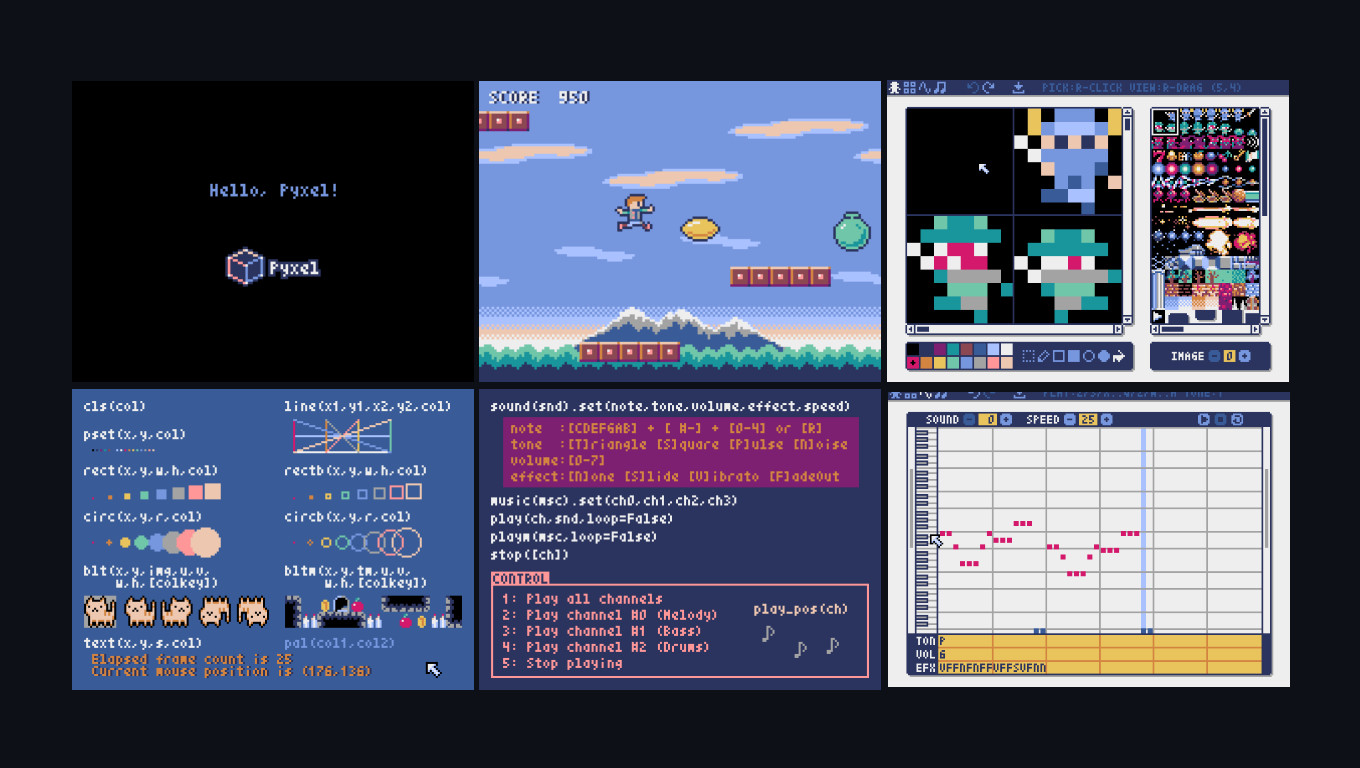 Hello, Pyxel!
Pyxel
SCORE 950
PICK:R-CLICK VIEW:R-DRAG (5,4)
IMAGE - 0 +
cls(col)
line(x1,y1,x2,y2,col)
pset(x,y,col)
rect(x,y,w,h,col)
rectb(x,y,w,h,col)
circ(x,y,r,col)
circb(x,y,r,col)
blt(x,y,img,u,v,
w,h,[colkey])
bltm(x,y,tm,u,v,
w,h,[colkey])
text(x,y,s,col)
pal(col1,col2)
Elapsed frame count is 25
Current mouse position is (176,136)
sound(snd).set(note,tone,volume,effect,speed)
note :[CDEFGAB] + [ #-] + [0-4] or [R]
tone :[T]riangle [S]quare [P]ulse [N]oise
volume:[0-7]
effect:[N]one [S]lide [V]ibrato [F]adeOut
music(msc).set(ch0,ch1,ch2,ch3)
play(ch,snd,loop=False)
playm(msc,loop=False)
stop([ch])
CONTROL
1: Play all channels
2: Play channel #0 (Melody)
3: Play channel #1 (Bass)
4: Play channel #2 (Drums)
5: Stop playing
play_pos(ch)
SOUND - 0 + SPEED - 25 +
TON P
VOL 6
EFX VFFNFNFFVFFSVFNN